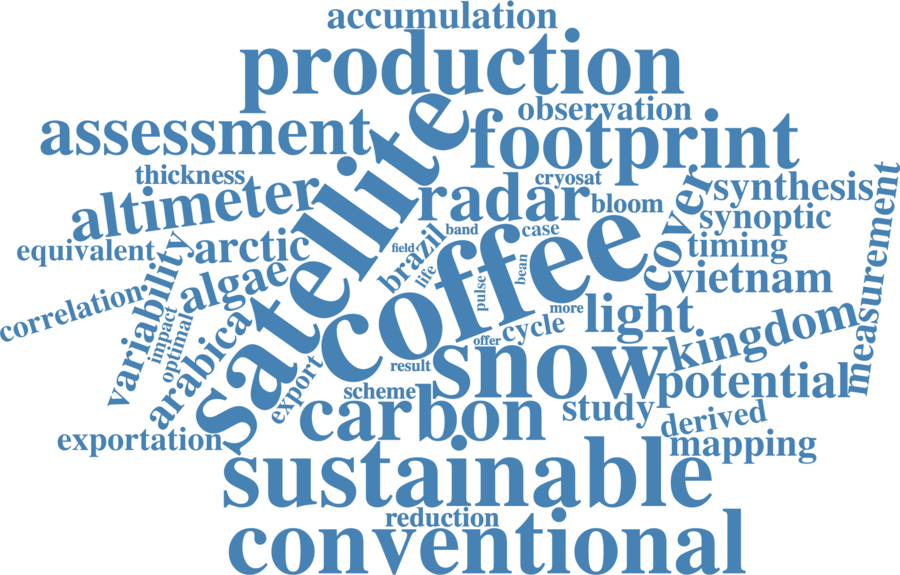 accumulation
production
observation
assessment
footprint
satellite
thickness
cryosat
cover
synthesis
measurement
altimeter
radar
bloom
synoptic
equivalent
arctic
brazil
band
case
timing
field
life
coffee
variability
algae
pulse
bean
vietnam
correlation
impact
optimal
arabica
more
light
kingdom
cycle
offer
snow
result
export
scheme
potential
carbon
study
derived
exportation
mapping
sustainable
reduction
conventional